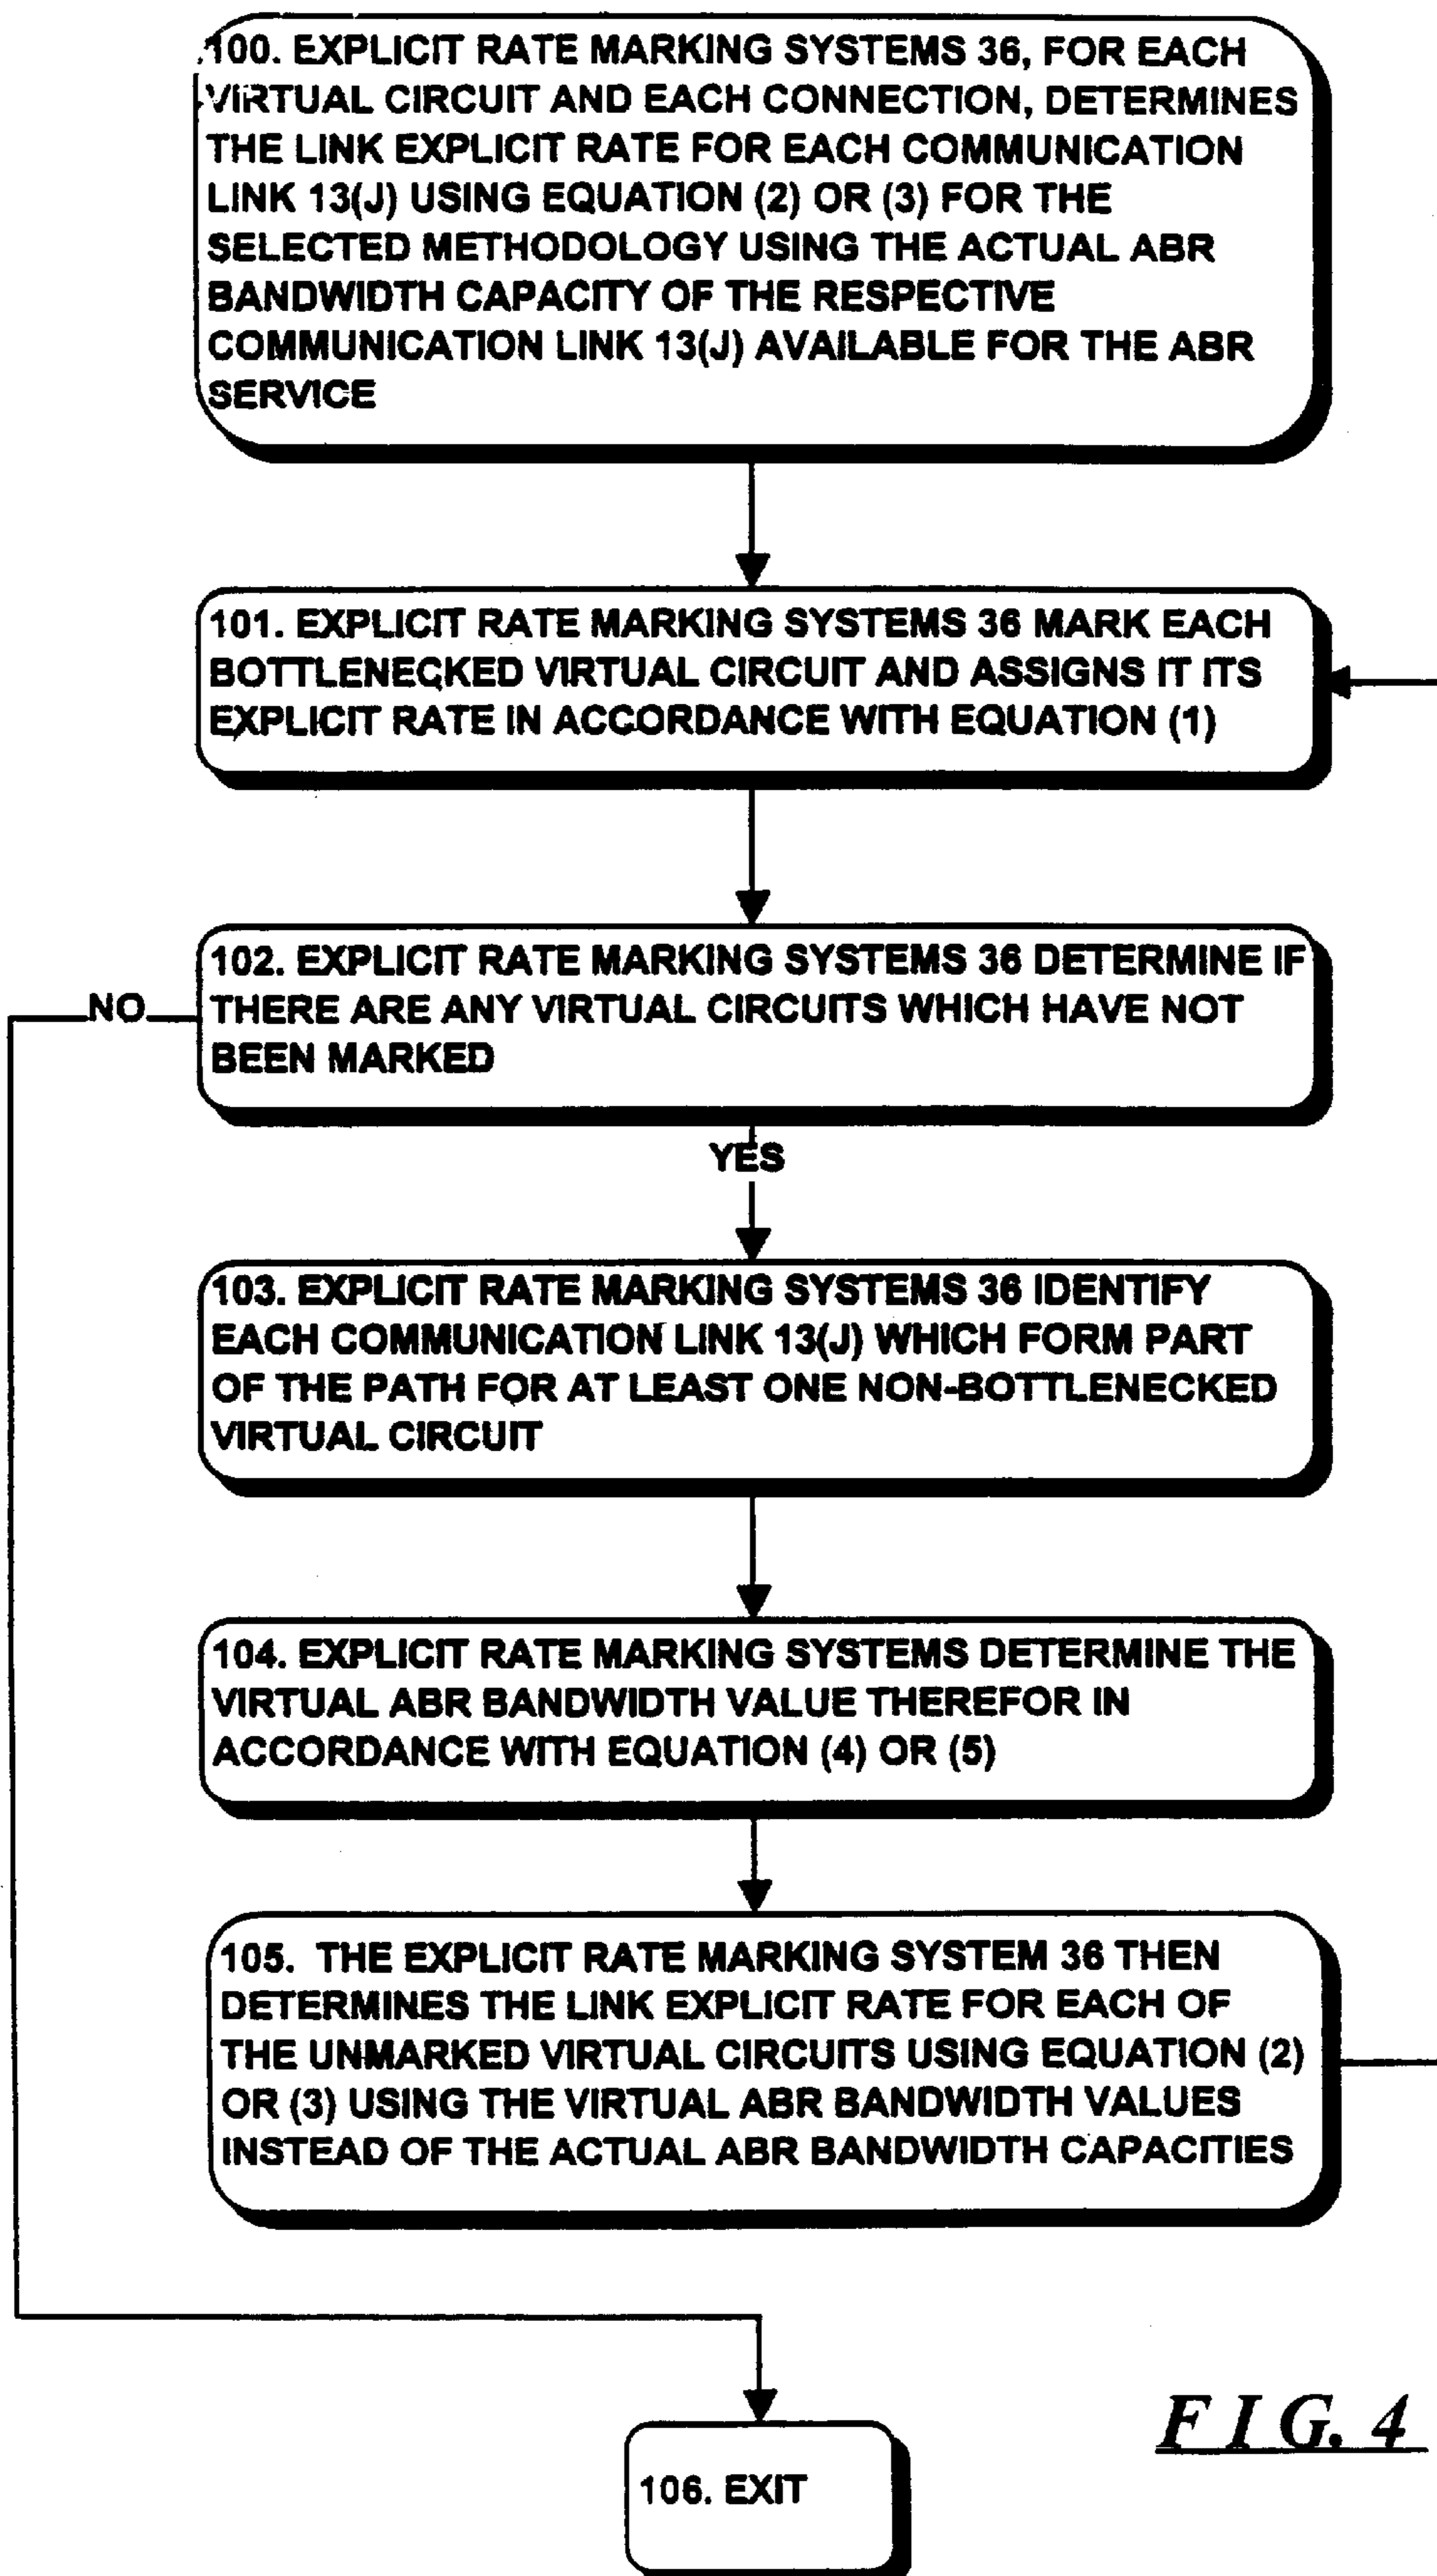 100. EXPLICIT RATE MARKING SYSTEMS 36, FOR EACH
VIRTUAL CIRCUIT AND EACH CONNECTION, DETERMINES
THE LINK EXPLICIT RATE FOR EACH COMMUNICATION
LINK 13(J) USING EQUATION (2) OR (3) FOR THE
SELECTED METHODOLOGY USING THE ACTUAL ABR
BANDWIDTH CAPACITY OF THE RESPECTIVE
COMMUNICATION LINK 13(J) AVAILABLE FOR THE ABR
SERVICE
101. EXPLICIT RATE MARKING SYSTEMS 36 MARK EACH
BOTTLENECKED VIRTUAL CIRCUIT AND ASSIGNS IT ITS
EXPLICIT RATE IN ACCORDANCE WITH EQUATION (1)
102. EXPLICIT RATE MARKING SYSTEMS 36 DETERMINE IF
THERE ARE ANY VIRTUAL CIRCUITS WHICH HAVE NOT
BEEN MARKED
NO
YES
103. EXPLICIT RATE MARKING SYSTEMS 36 IDENTIFY
EACH COMMUNICATION LINK 13(J) WHICH FORM PART
OF THE PATH FOR AT LEAST ONE NON-BOTTLENECKED
VIRTUAL CIRCUIT
104. EXPLICIT RATE MARKING SYSTEMS DETERMINE THE
VIRTUAL ABR BANDWIDTH VALUE THEREFOR IN
ACCORDANCE WITH EQUATION (4) OR (5)
105. THE EXPLICIT RATE MARKING SYSTEM 36 THEN
DETERMINES THE LINK EXPLICIT RATE FOR EACH OF
THE UNMARKED VIRTUAL CIRCUITS USING EQUATION (2)
OR (3) USING THE VIRTUAL ABR BANDWIDTH VALUES
INSTEAD OF THE ACTUAL ABR BANDWIDTH CAPACITIES
106. EXIT
FIG. 4